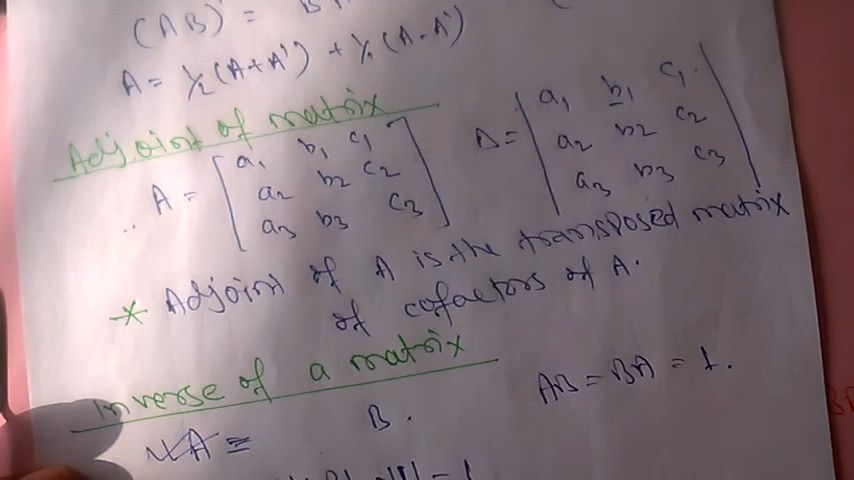 (AB)' = B
A = 1/2 (A+A') + 1/2 (A-A')
Adjoint of matrix
∴ A = [ a1 b1 c1
a2 b2 c2
a3 b3 c3 ]
Δ = | a1 b1 c1
a2 b2 c2
a3 b3 c3 |
* Adjoint of A is the transposed matrix
of cofactors of A.
Inverse of a matrix
AB = BA = 1.
B.
= 1